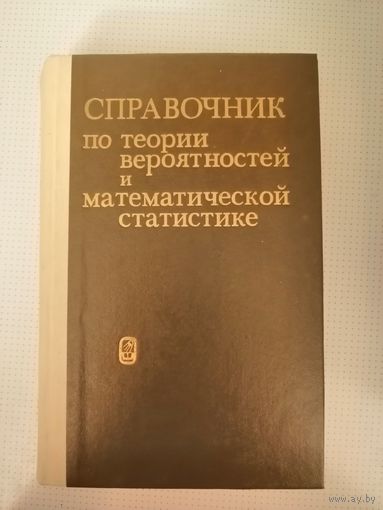 СПРАВОЧНИК
по теории
вероятностей
и
математической
статистике
www.ay.by